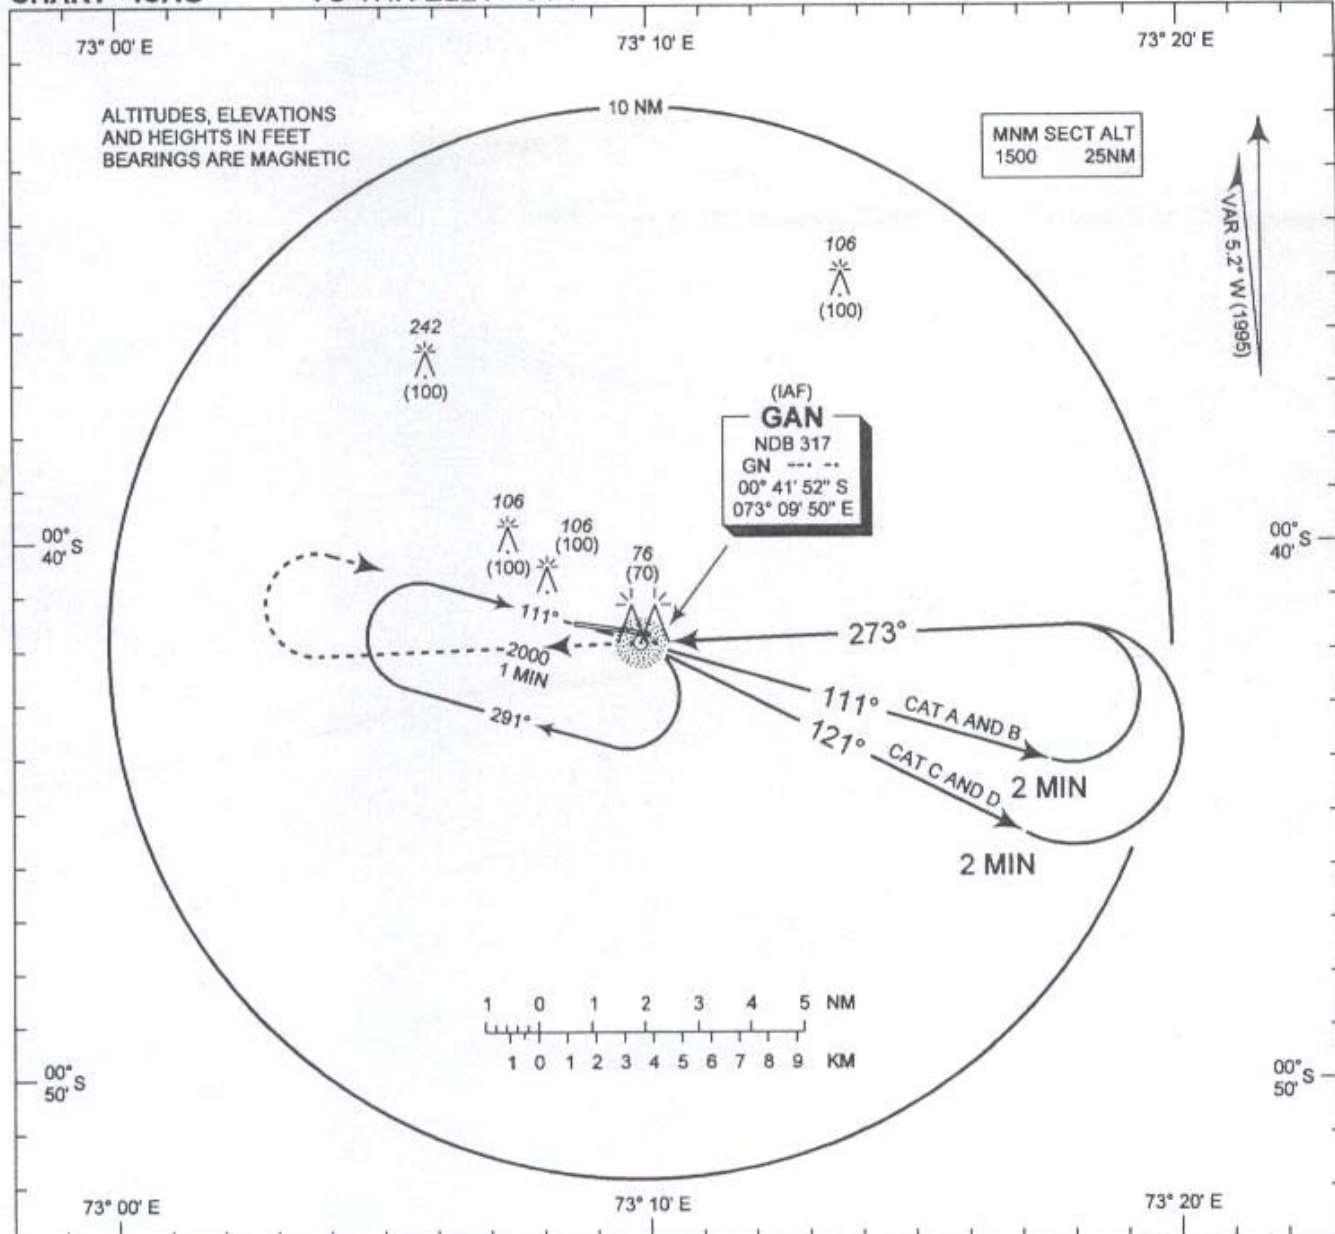 73° 00' E
73° 10' E
73° 20' E
ALTITUDES, ELEVATIONS
AND HEIGHTS IN FEET
BEARINGS ARE MAGNETIC
10 NM
MNM SECT ALT
1500 25NM
VAR 5.2° W (1995)
106
(100)
242
(100)
(IAF)
GAN
NDB 317
GN
00° 41' 52" S
073° 09' 50" E
106
(100)
106
(100)
76
(70)
00°
40' S
00°
40' S
111°
2000
1 MIN
291°
273°
111° CAT A AND B
2 MIN
121° CAT C AND D
2 MIN
1 0 1 2 3 4 5 NM
1 0 1 2 3 4 5 6 7 8 9 KM
00°
50' S
00°
50' S
73° 00' E
73° 10' E
73° 20' E